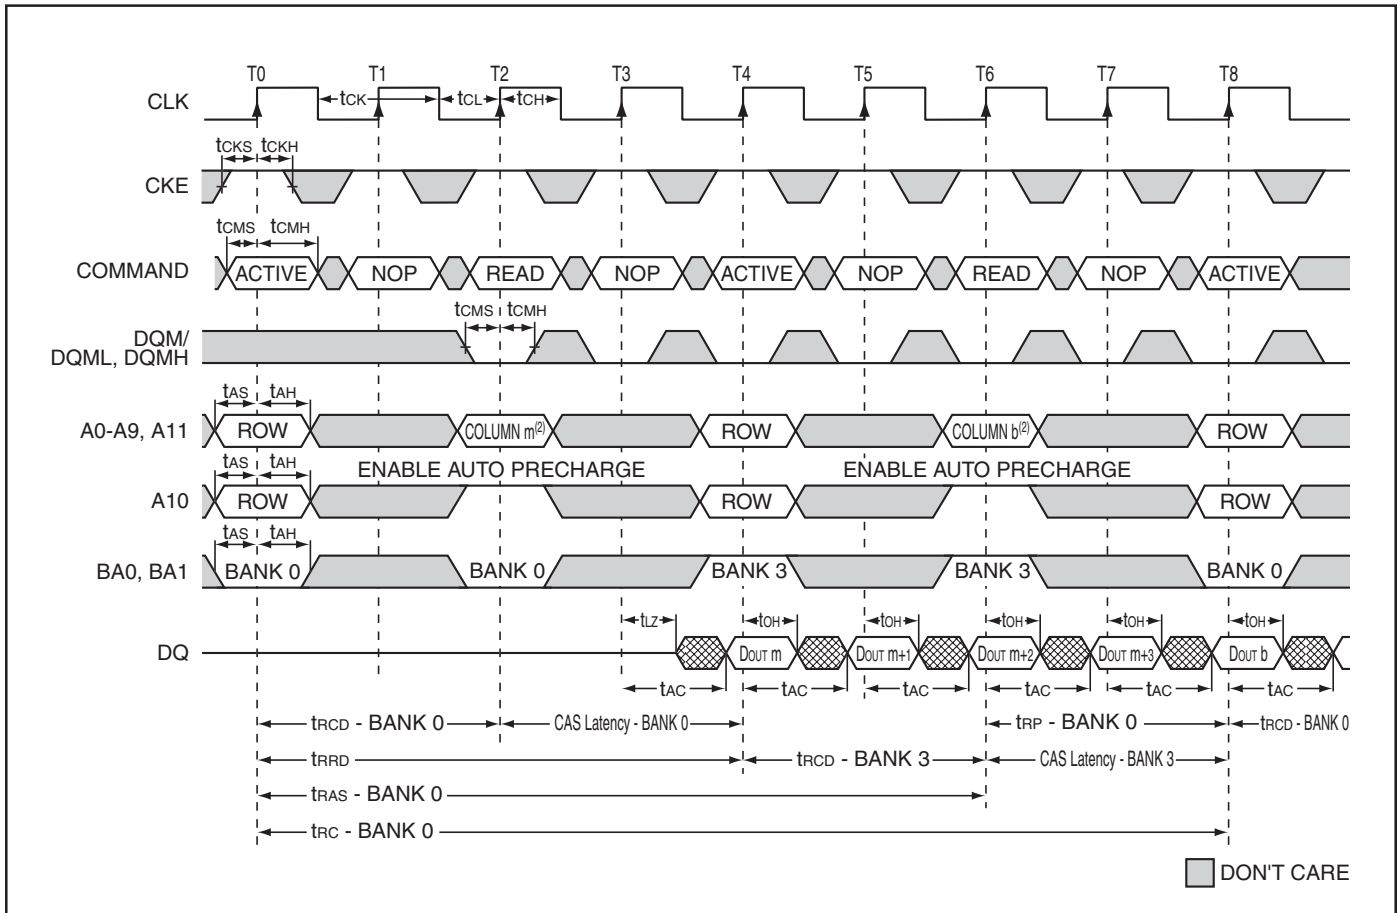 T0 T1 T2 T3 T4 T5 T6 T7 T8
CLK tCK tCL tCH
tCKS tCKH
CKE
tCMS tCMH
COMMAND ACTIVE NOP READ NOP ACTIVE NOP READ NOP ACTIVE
tCMS tCMH
DQM/
DQML, DQMH
tAS tAH
A0-A9, A11 ROW COLUMN m(2) ROW COLUMN b(2) ROW
tAS tAH ENABLE AUTO PRECHARGE ENABLE AUTO PRECHARGE
A10 ROW ROW ROW
tAS tAH
BA0, BA1 BANK 0 BANK 0 BANK 3 BANK 3 BANK 0
tLZ tOH tOH tOH tOH tOH
DQ DOUT m DOUT m+1 DOUT m+2 DOUT m+3 DOUT b
tAC tAC tAC tAC tAC tAC
tRCD - BANK 0 CAS Latency - BANK 0 tRP - BANK 0 tRCD - BANK 0
tRRD tRCD - BANK 3 CAS Latency - BANK 3
tRAS - BANK 0
tRC - BANK 0
DON'T CARE